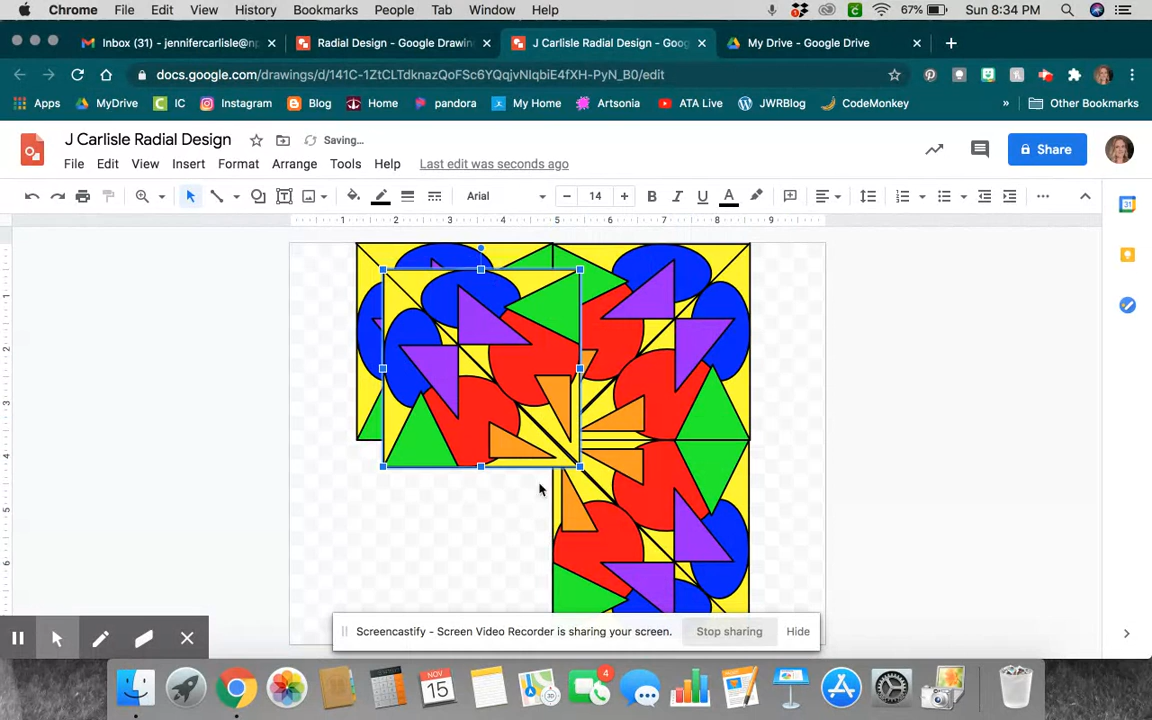 Chrome File Edit View History Bookmarks People Tab Window Help 67% Sun 8:34 PM
Inbox (31) - jennifercarlisle@np Radial Design - Google Drawin J Carlisle Radial Design - Goog My Drive - Google Drive
docs.google.com/drawings/d/141C-1ZtCLTdknazQoFSc6YQqjvNIqbiE4fXH-PyN_B0/edit
Apps MyDrive IC Instagram Blog Home pandora My Home Artsonia ATA Live JWRBlog CodeMonkey » Other Bookmarks
J Carlisle Radial Design Saving...
Share
File Edit View Insert Format Arrange Tools Help Last edit was seconds ago
Arial 14 B I U A
1 2 3 4 5 6 7 8 9
31
1
2
3
4
5
6
Screencastify - Screen Video Recorder is sharing your screen. Stop sharing Hide
NOV
15
4